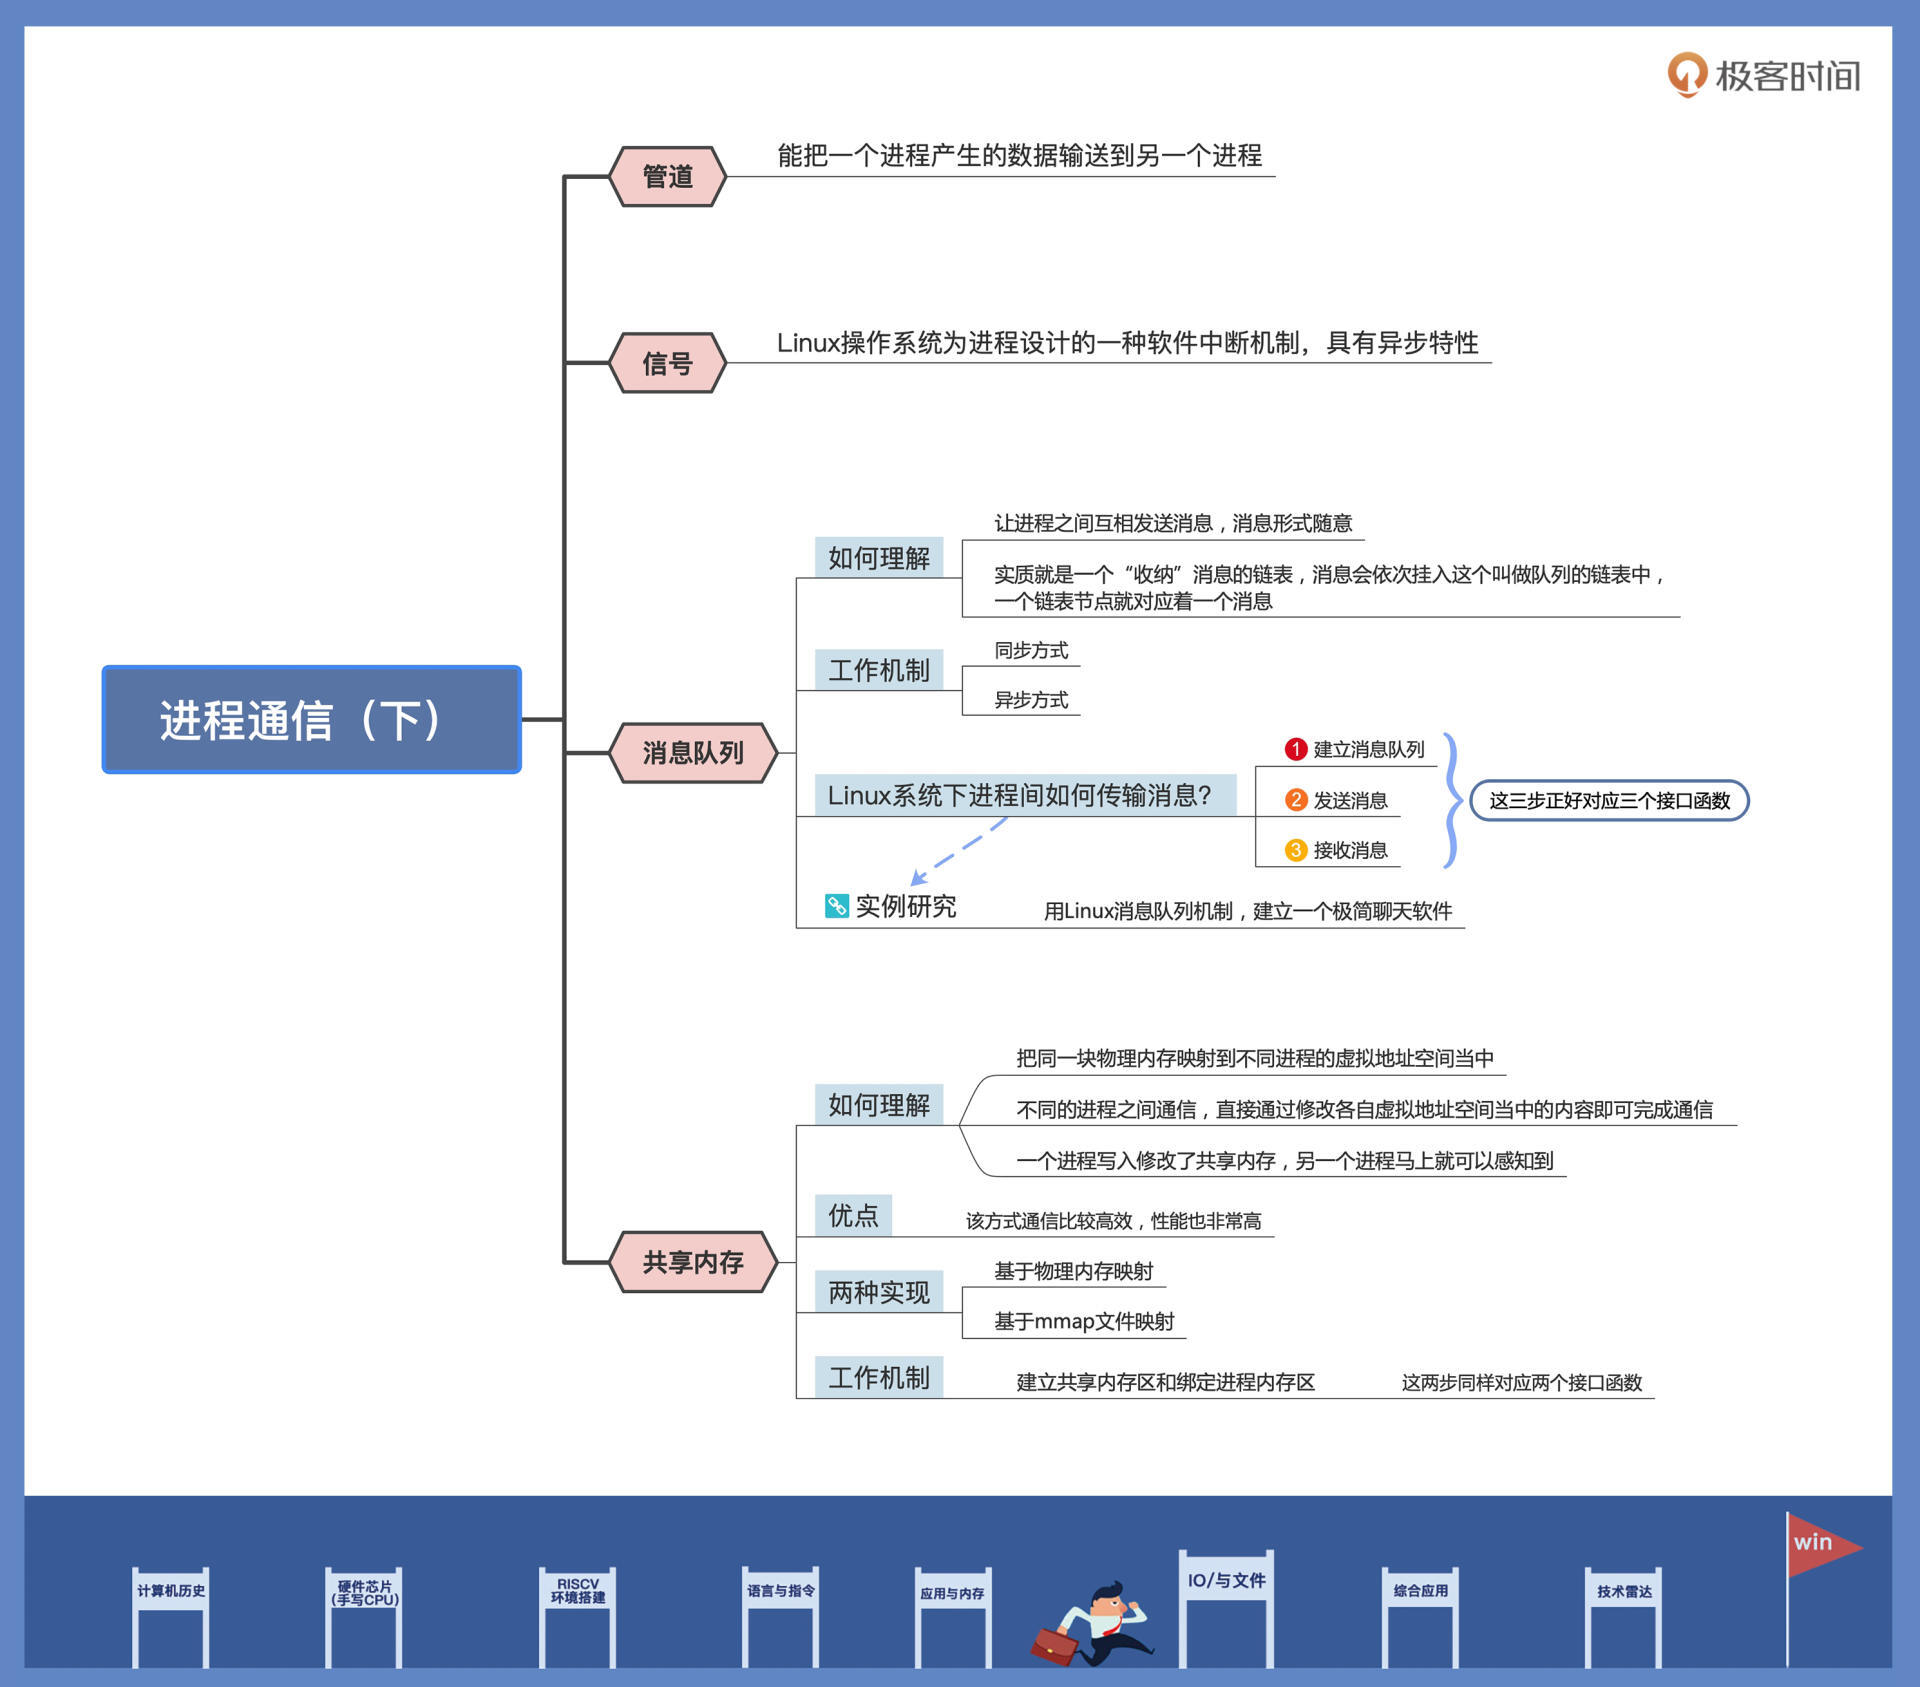 极客时间
进程通信（下）
管道
能把一个进程产生的数据输送到另一个进程
信号
Linux操作系统为进程设计的一种软件中断机制，具有异步特性
消息队列
如何理解
让进程之间互相发送消息，消息形式随意
实质就是一个“收纳”消息的链表，消息会依次挂入这个叫做队列的链表中，
一个链表节点就对应着一个消息
工作机制
同步方式
异步方式
Linux系统下进程间如何传输消息？
1 建立消息队列
2 发送消息
3 接收消息
这三步正好对应三个接口函数
实例研究
用Linux消息队列机制，建立一个极简聊天软件
共享内存
如何理解
把同一块物理内存映射到不同进程的虚拟地址空间当中
不同的进程之间通信，直接通过修改各自虚拟地址空间当中的内容即可完成通信
一个进程写入修改了共享内存，另一个进程马上就可以感知到
优点
该方式通信比较高效，性能也非常高
两种实现
基于物理内存映射
基于mmap文件映射
工作机制
建立共享内存区和绑定进程内存区
这两步同样对应两个接口函数
计算机历史
硬件芯片
(手写CPU)
RISCV
环境搭建
语言与指令
应用与内存
IO/与文件
综合应用
技术雷达
win